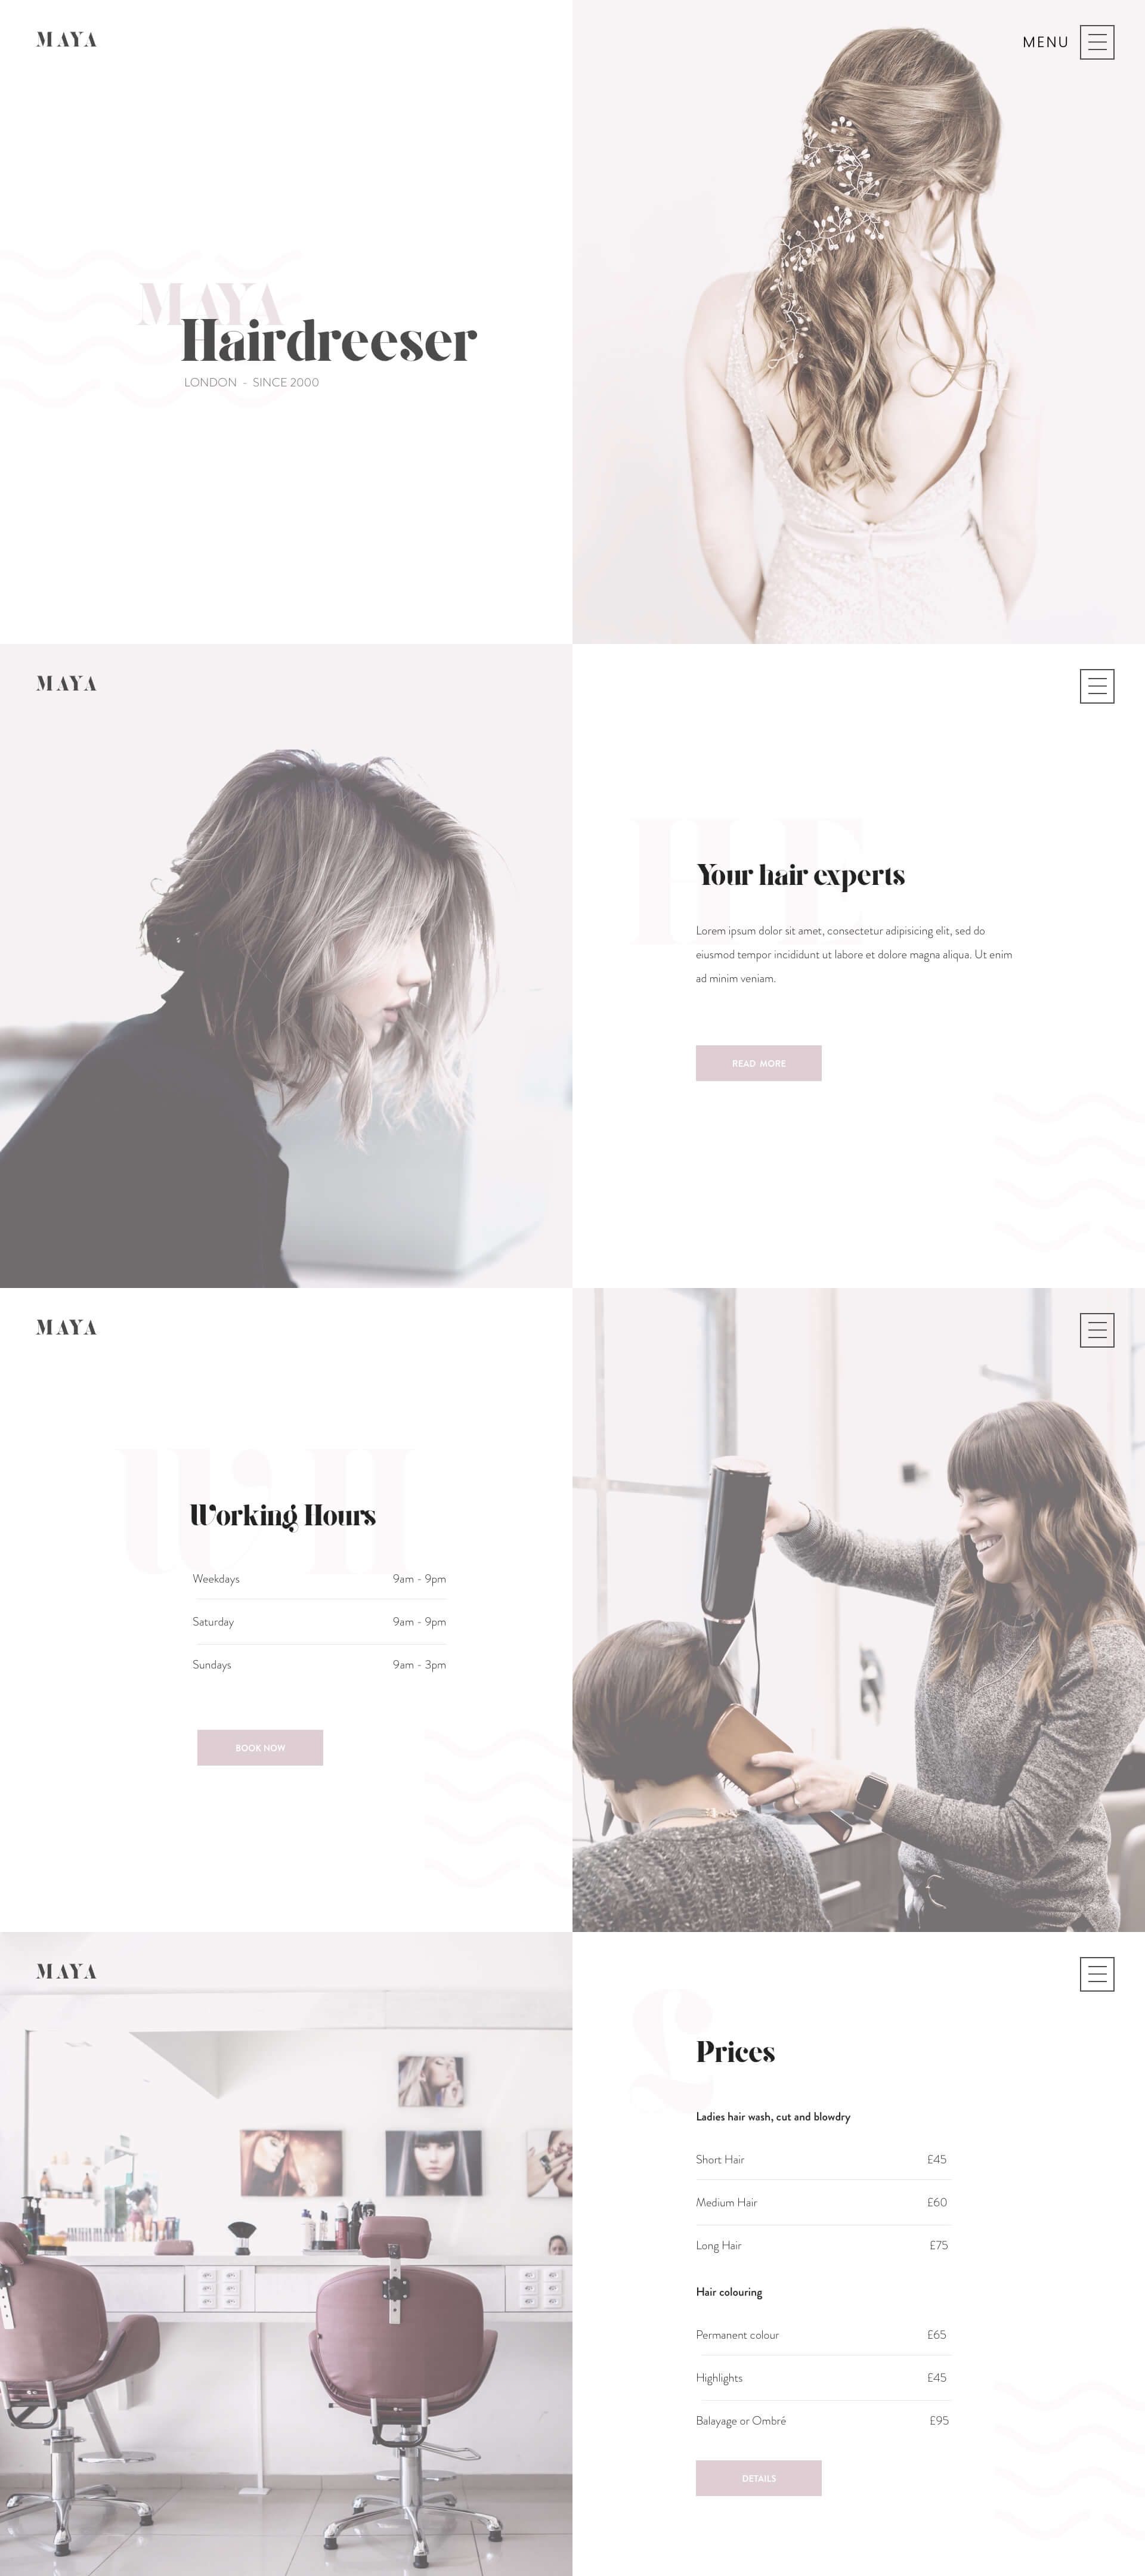 MAYA
MENU
MAYA
Hairdreeser
LONDON - SINCE 2000
MAYA
H E
Your hair experts
Lorem ipsum dolor sit amet, consectetur adipisicing elit, sed do
eiusmod tempor incididunt ut labore et dolore magna aliqua. Ut enim
ad minim veniam.
READ MORE
MAYA
W H
Working Hours
Weekdays 9am - 9pm
Saturday 9am - 9pm
Sundays 9am - 3pm
BOOK NOW
MAYA
£
Prices
Ladies hair wash, cut and blowdry
Short Hair £45
Medium Hair £60
Long Hair £75
Hair colouring
Permanent colour £65
Highlights £45
Balayage or Ombré £95
DETAILS